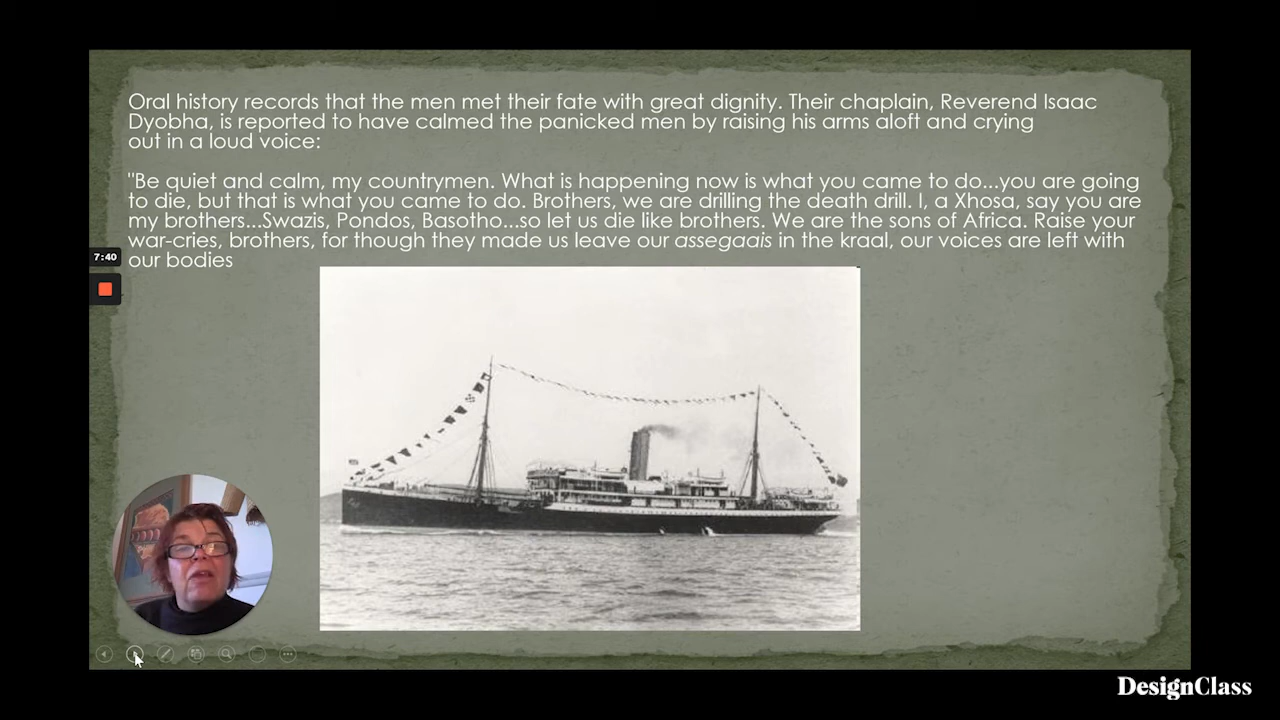 Oral history records that the men met their fate with great dignity. Their chaplain, Reverend Isaac
Dyobha, is reported to have calmed the panicked men by raising his arms aloft and crying
out in a loud voice:
"Be quiet and calm, my countrymen. What is happening now is what you came to do...you are going
to die, but that is what you came to do. Brothers, we are drilling the death drill. I, a Xhosa, say you are
my brothers...Swazis, Pondos, Basotho...so let us die like brothers. We are the sons of Africa. Raise your
war-cries, brothers, for though they made us leave our assegaais in the kraal, our voices are left with
our bodies
7:40
DesignClass